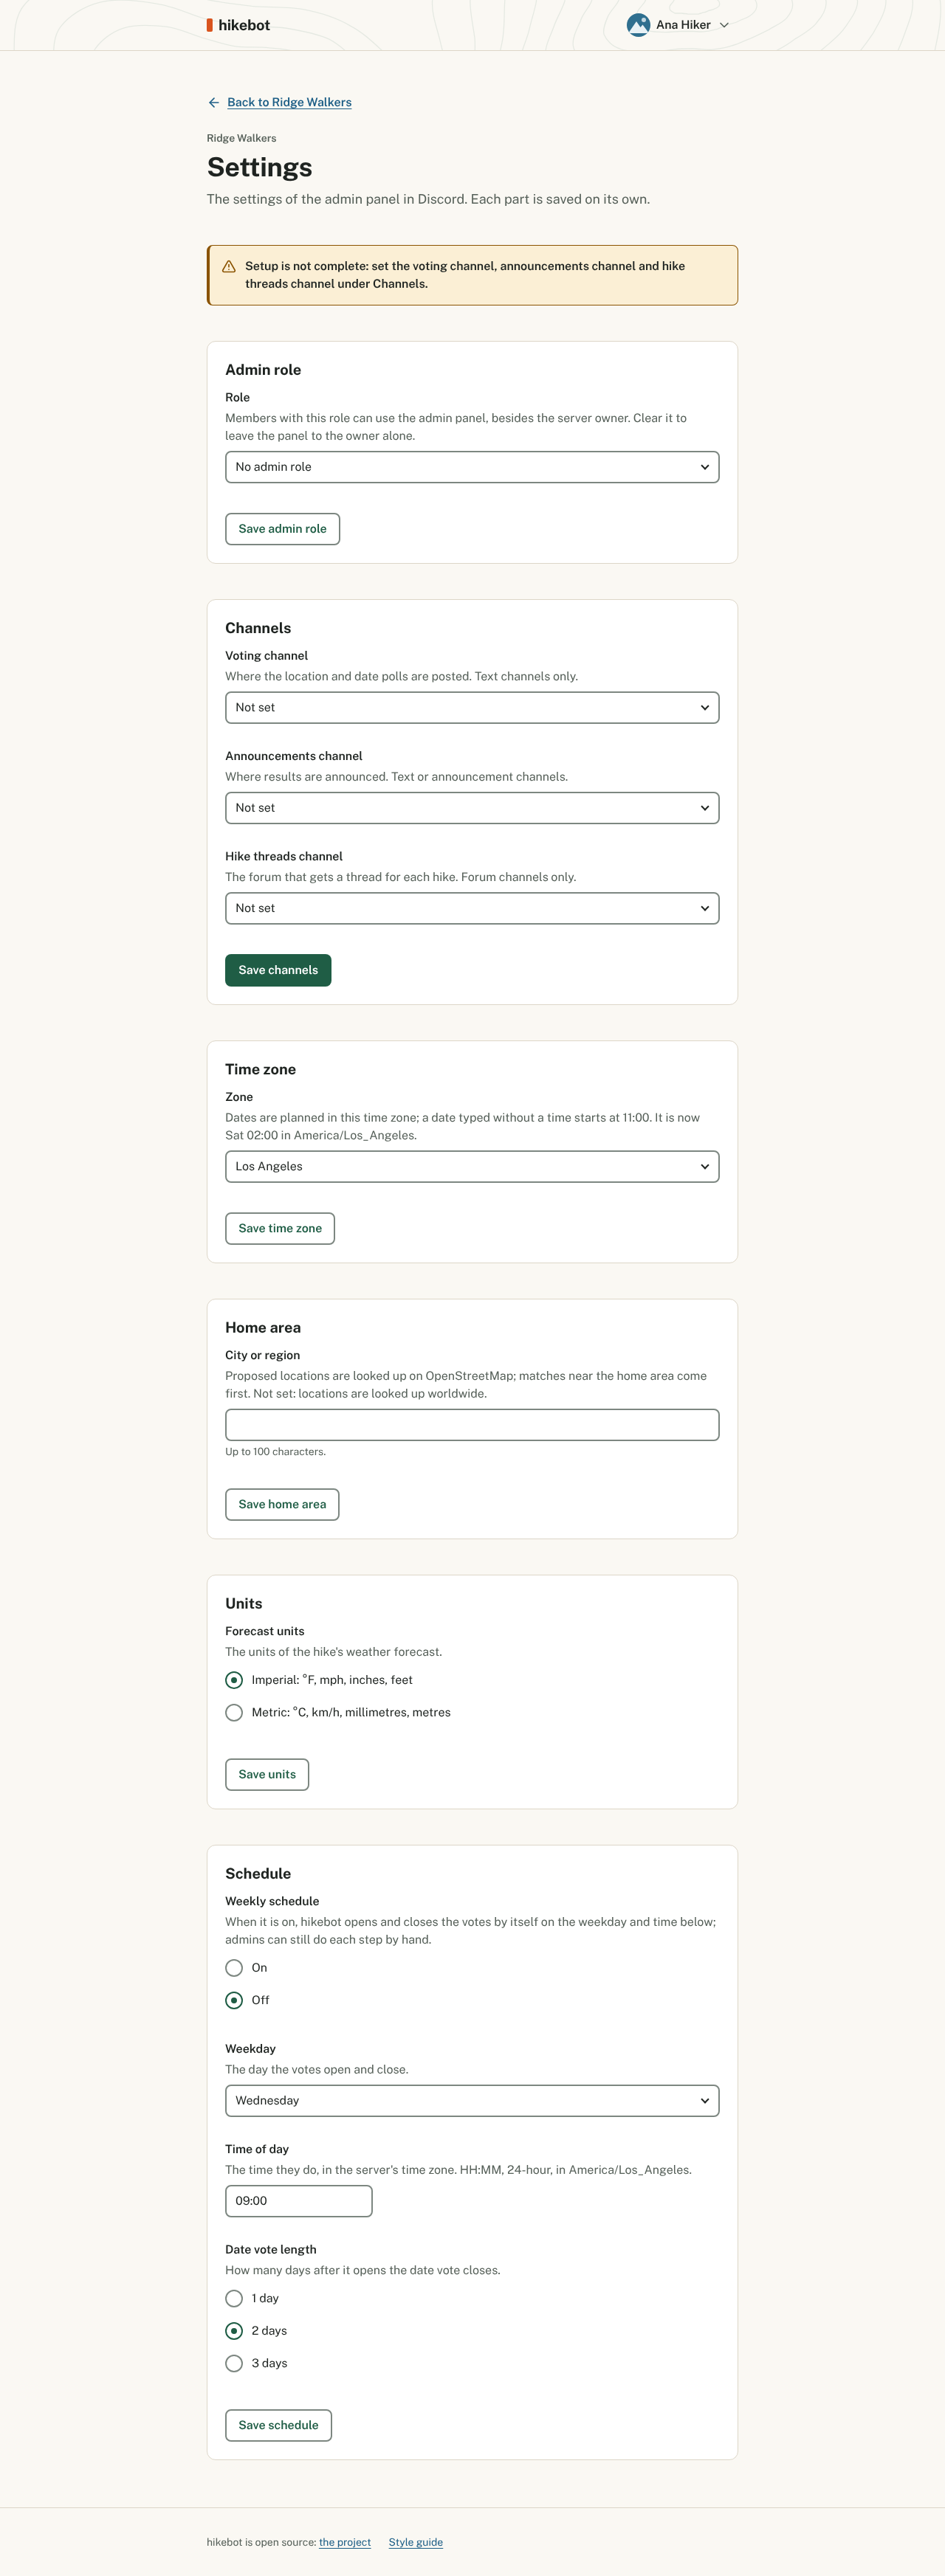 hikebot
Ana Hiker
Back to Ridge Walkers
Ridge Walkers
Settings
The settings of the admin panel in Discord. Each part is saved on its own.
Setup is not complete: set the voting channel, announcements channel and hike
threads channel under Channels.
Admin role
Role
Members with this role can use the admin panel, besides the server owner. Clear it to
leave the panel to the owner alone.
No admin role
Save admin role
Channels
Voting channel
Where the location and date polls are posted. Text channels only.
Not set
Announcements channel
Where results are announced. Text or announcement channels.
Not set
Hike threads channel
The forum that gets a thread for each hike. Forum channels only.
Not set
Save channels
Time zone
Zone
Dates are planned in this time zone; a date typed without a time starts at 11:00. It is now
Sat 02:00 in America/Los_Angeles.
Los Angeles
Save time zone
Home area
City or region
Proposed locations are looked up on OpenStreetMap; matches near the home area come
first. Not set: locations are looked up worldwide.
Up to 100 characters.
Save home area
Units
Forecast units
The units of the hike's weather forecast.
Imperial: °F, mph, inches, feet
Metric: °C, km/h, millimetres, metres
Save units
Schedule
Weekly schedule
When it is on, hikebot opens and closes the votes by itself on the weekday and time below;
admins can still do each step by hand.
On
Off
Weekday
The day the votes open and close.
Wednesday
Time of day
The time they do, in the server's time zone. HH:MM, 24-hour, in America/Los_Angeles.
09:00
Date vote length
How many days after it opens the date vote closes.
1 day
2 days
3 days
Save schedule
hikebot is open source: the project Style guide